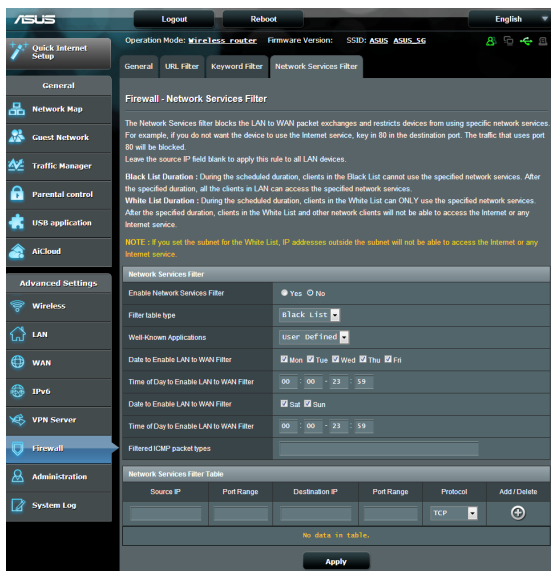 ASUS
Logout
Reboot
English
Quick Internet Setup
Operation Mode: Wireless router Firmware Version: SSID: ASUS ASUS_5G
General
URL Filter
Keyword Filter
Network Services Filter
General
Network Map
Guest Network
Traffic Manager
Parental control
USB application
AiCloud
Advanced Settings
Wireless
LAN
WAN
IPv6
VPN Server
Firewall
Administration
System Log
Firewall - Network Services Filter
The Network Services filter blocks the LAN to WAN packet exchanges and restricts devices from using specific network services.
For example, if you do not want the device to use the Internet service, key in 80 in the destination port. The traffic that uses port
80 will be blocked.
Leave the source IP field blank to apply this rule to all LAN devices.
Black List Duration : During the scheduled duration, clients in the Black List cannot use the specified network services. After
the specified duration, all the clients in LAN can access the specified network services.
White List Duration : During the scheduled duration, clients in the White List can ONLY use the specified network services.
After the specified duration, clients in the White List and other network clients will not be able to access the Internet or any
Internet service.
NOTE : If you set the subnet for the White List, IP addresses outside the subnet will not be able to access the Internet or any
Internet service.
Network Services Filter
Enable Network Services Filter Yes No
Filter table type Black List
Well-Known Applications User Defined
Date to Enable LAN to WAN Filter Mon Tue Wed Thu Fri
Time of Day to Enable LAN to WAN Filter 00 : 00 - 23 : 59
Date to Enable LAN to WAN Filter Sat Sun
Time of Day to Enable LAN to WAN Filter 00 : 00 - 23 : 59
Filtered ICMP packet types
Network Services Filter Table
Source IP Port Range Destination IP Port Range Protocol Add / Delete
TCP
No data in table.
Apply